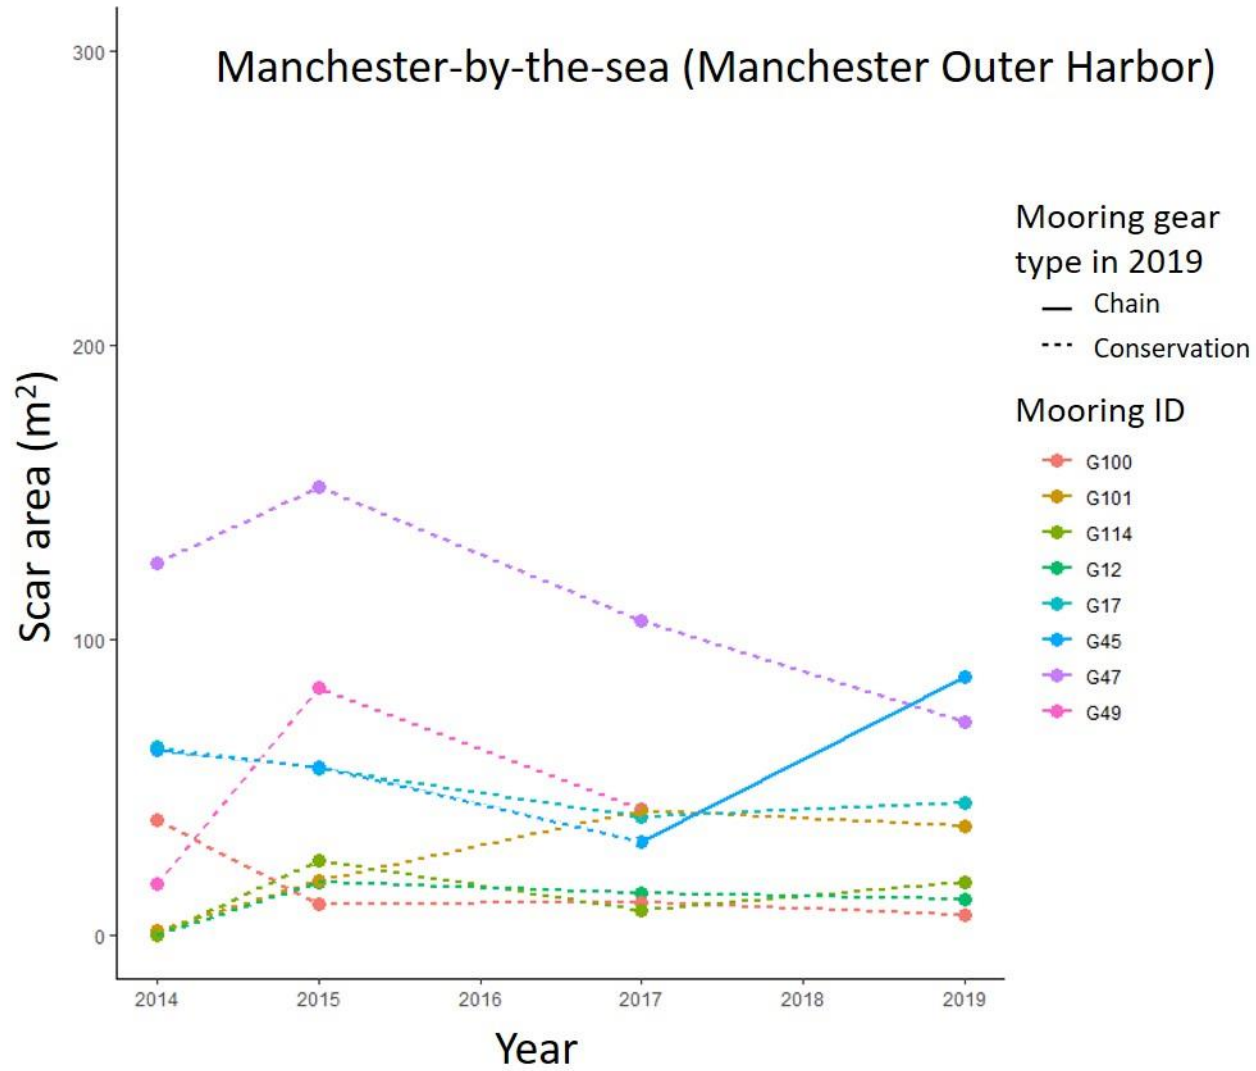 Manchester-by-the-sea (Manchester Outer Harbor)
300
200
100
0
Scar area (m²)
2014 2015 2016 2017 2018 2019
Year
Mooring gear
type in 2019
Chain
Conservation
Mooring ID
G100
G101
G114
G12
G17
G45
G47
G49